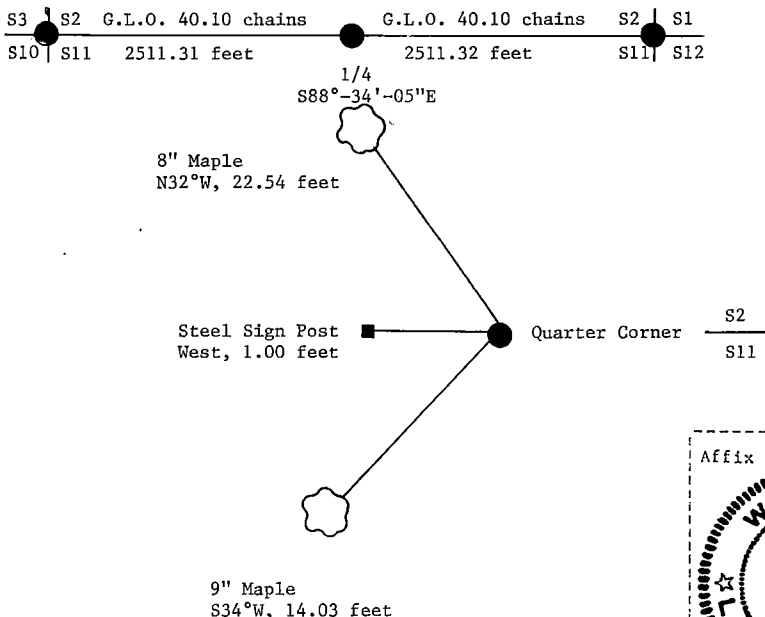 S3 S2 G.L.O. 40.10 chains G.L.O. 40.10 chains S2 S1
S10 S11 2511.31 feet 2511.32 feet S11 S12
1/4
S88°-34'-05"E
8" Maple
N32°W, 22.54 feet
Steel Sign Post
West, 1.00 feet
Quarter Corner
S2
S11
Affix
9" Maple
S34°W, 14.03 feet